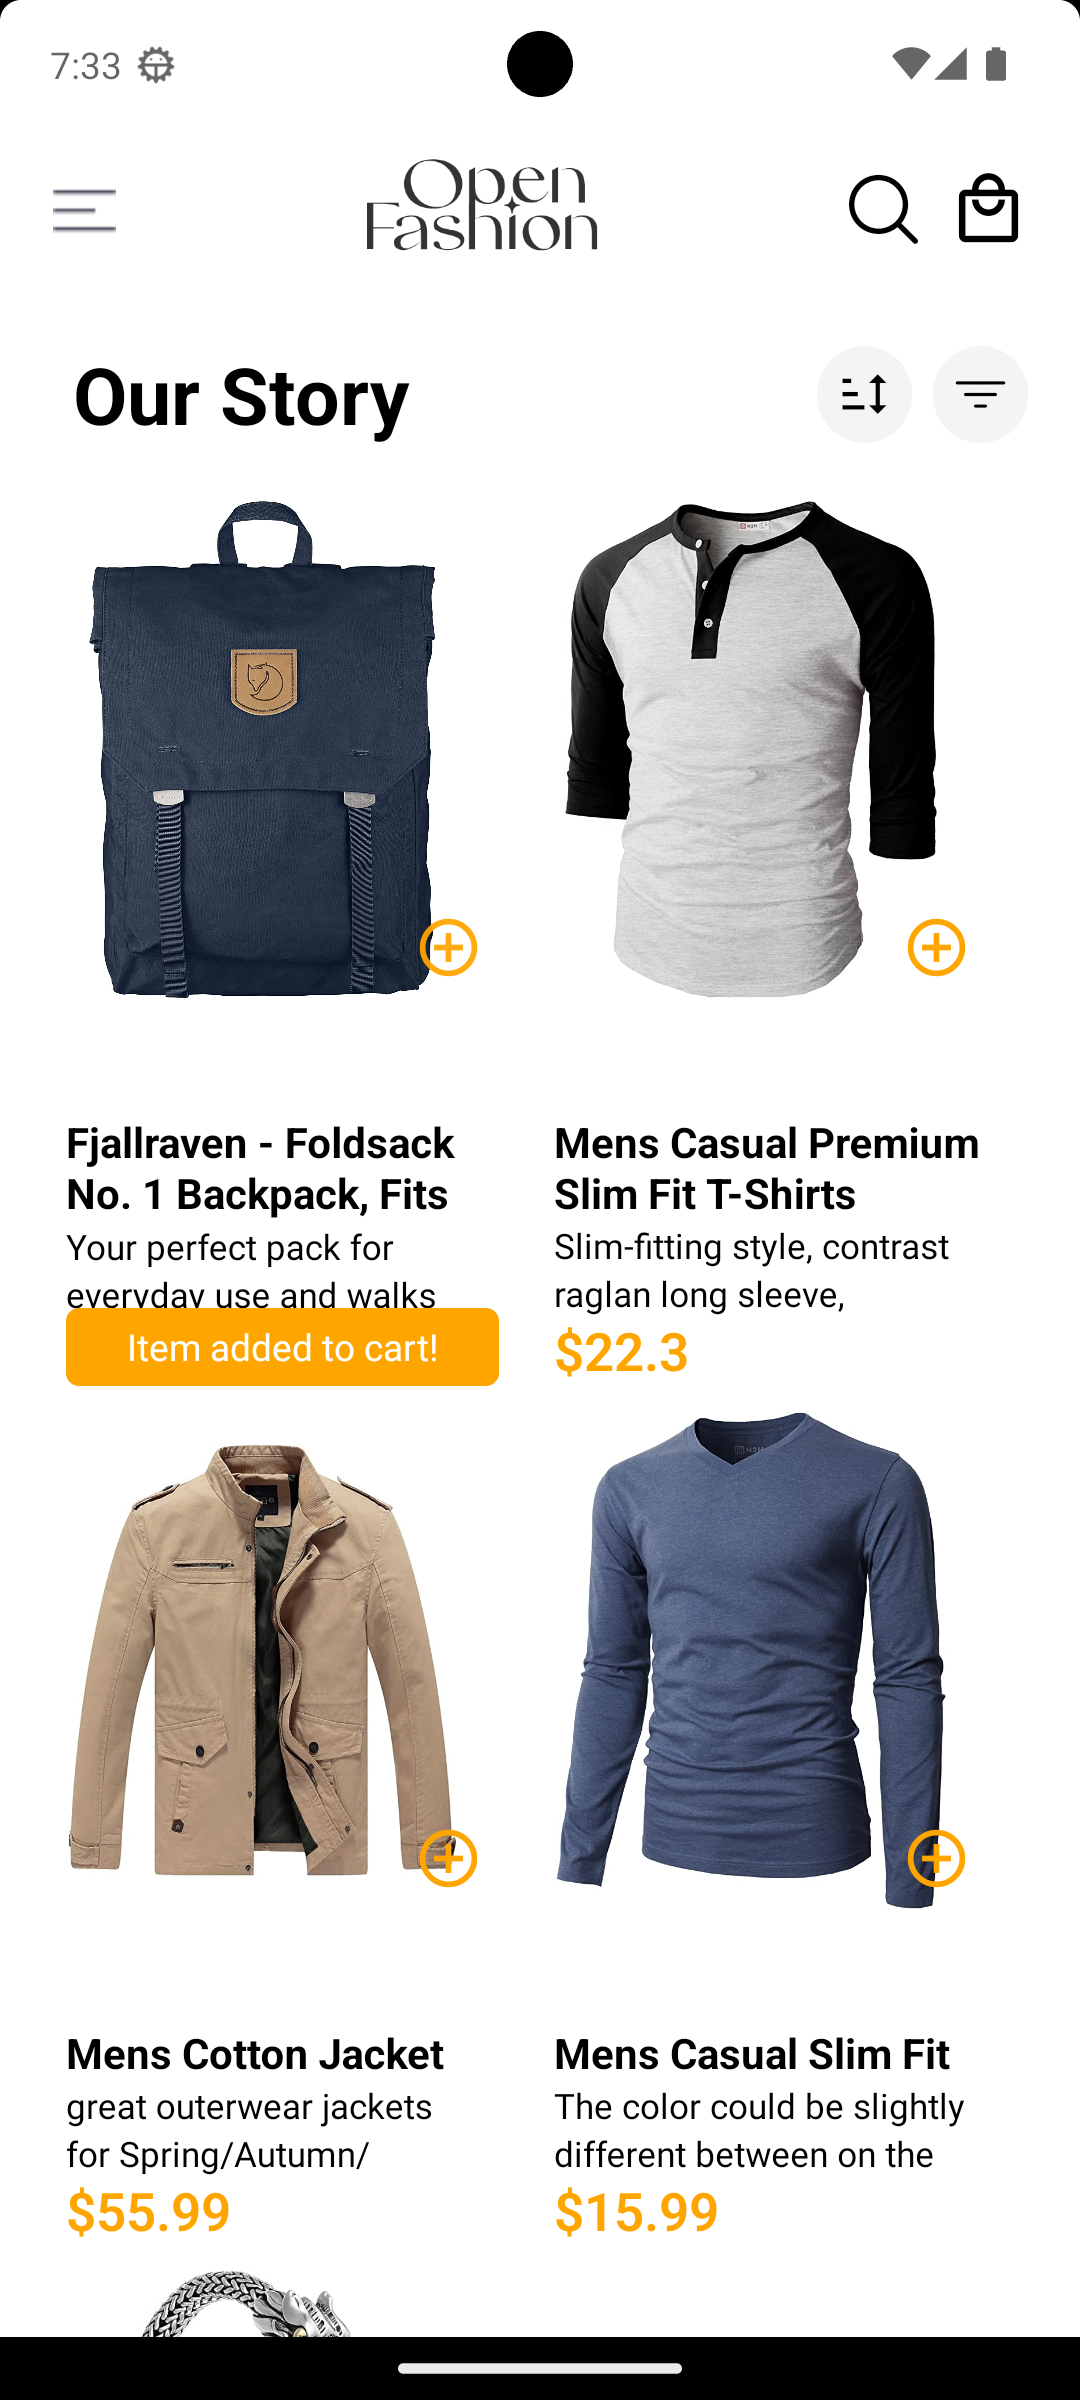 7:33
Open
Fashion
Our Story
Fjallraven - Foldsack
No. 1 Backpack, Fits
Your perfect pack for
everyday use and walks
Item added to cart!
Mens Casual Premium
Slim Fit T-Shirts
Slim-fitting style, contrast
raglan long sleeve,
$22.3
Mens Cotton Jacket
great outerwear jackets
for Spring/Autumn/
$55.99
Mens Casual Slim Fit
The color could be slightly
different between on the
$15.99